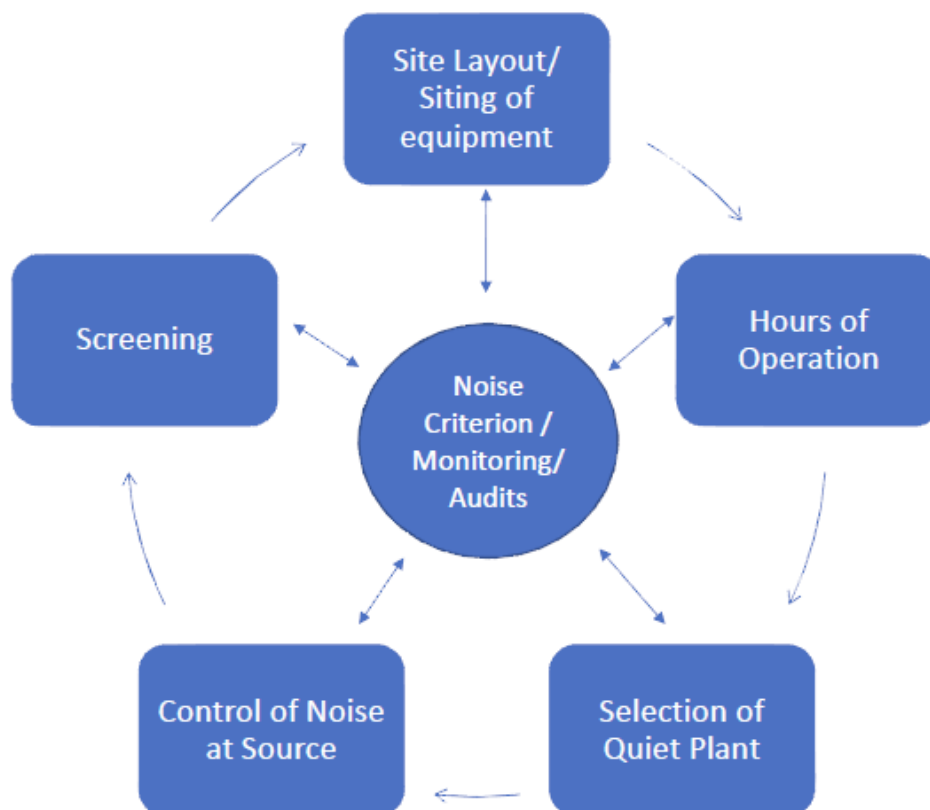 Site Layout/
Siting of
equipment
Hours of
Operation
Screening
Noise
Criterion /
Monitoring/
Audits
Control of Noise
at Source
Selection of
Quiet Plant